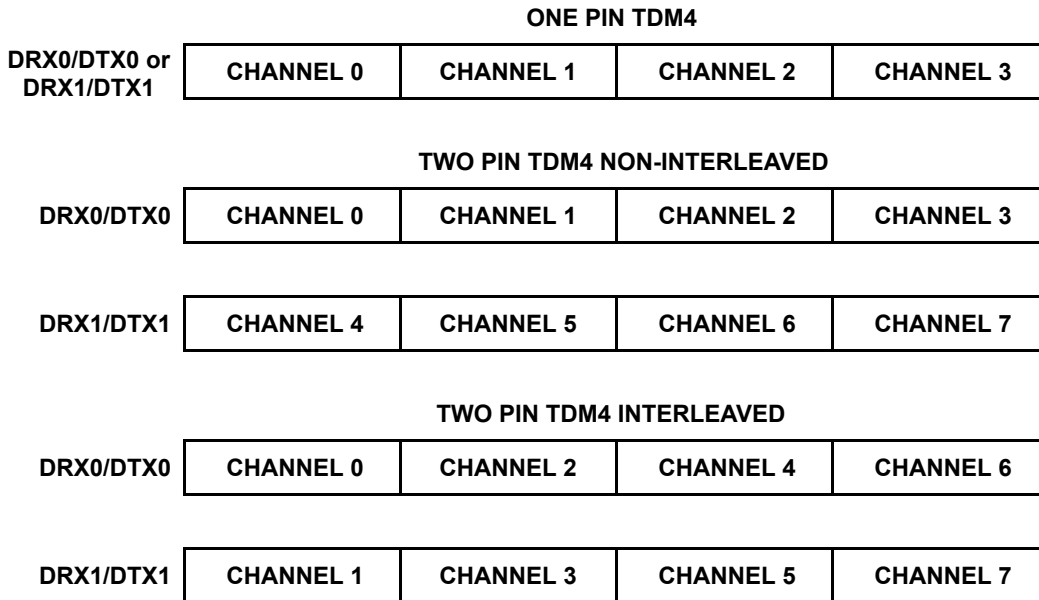 ONE PIN TDM4
DRX0/DTX0 or
DRX1/DTX1
CHANNEL 0 CHANNEL 1 CHANNEL 2 CHANNEL 3
TWO PIN TDM4 NON-INTERLEAVED
DRX0/DTX0 CHANNEL 0 CHANNEL 1 CHANNEL 2 CHANNEL 3
DRX1/DTX1 CHANNEL 4 CHANNEL 5 CHANNEL 6 CHANNEL 7
TWO PIN TDM4 INTERLEAVED
DRX0/DTX0 CHANNEL 0 CHANNEL 2 CHANNEL 4 CHANNEL 6
DRX1/DTX1 CHANNEL 1 CHANNEL 3 CHANNEL 5 CHANNEL 7